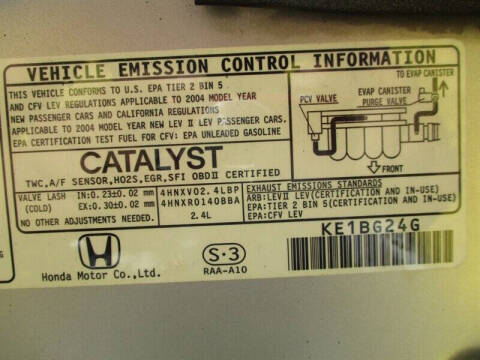 VEHICLE EMISSION CONTROL INFORMATION
THIS VEHICLE CONFORMS TO U.S. EPA TIER 2 BIN 5
AND CFV LEV REGULATIONS APPLICABLE TO 2004 MODEL YEAR
NEW PASSENGER CARS AND CALIFORNIA REGULATIONS
APPLICABLE TO 2004 MODEL YEAR NEW LEV II LEV PASSENGER CARS.
EPA CERTIFICATION TEST FUEL FOR CFV: EPA UNLEADED GASOLINE
TO EVAP CANISTER
EVAP CANISTER
PURGE VALVE
PCV VALVE
FRONT
CATALYST
TWC,A/F SENSOR,HO2S,EGR,SFI OBDⅡ CERTIFIED
VALVE LASH IN:0.23±0.02 mm 4HNXV02.4LBP
(COLD) EX:0.30±0.02 mm 4HNXR0140BBA
NO OTHER ADJUSTMENTS NEEDED. 2.4L
EXHAUST EMISSIONS STANDARDS
ARB:LEVⅡ LEV(CERTIFICATION AND IN-USE)
EPA:TIER 2 BIN 5(CERTIFICATION AND IN-USE)
EPA:CFV LEV
KE1BG24G
Honda Motor Co.,Ltd.
S·3
RAA-A10